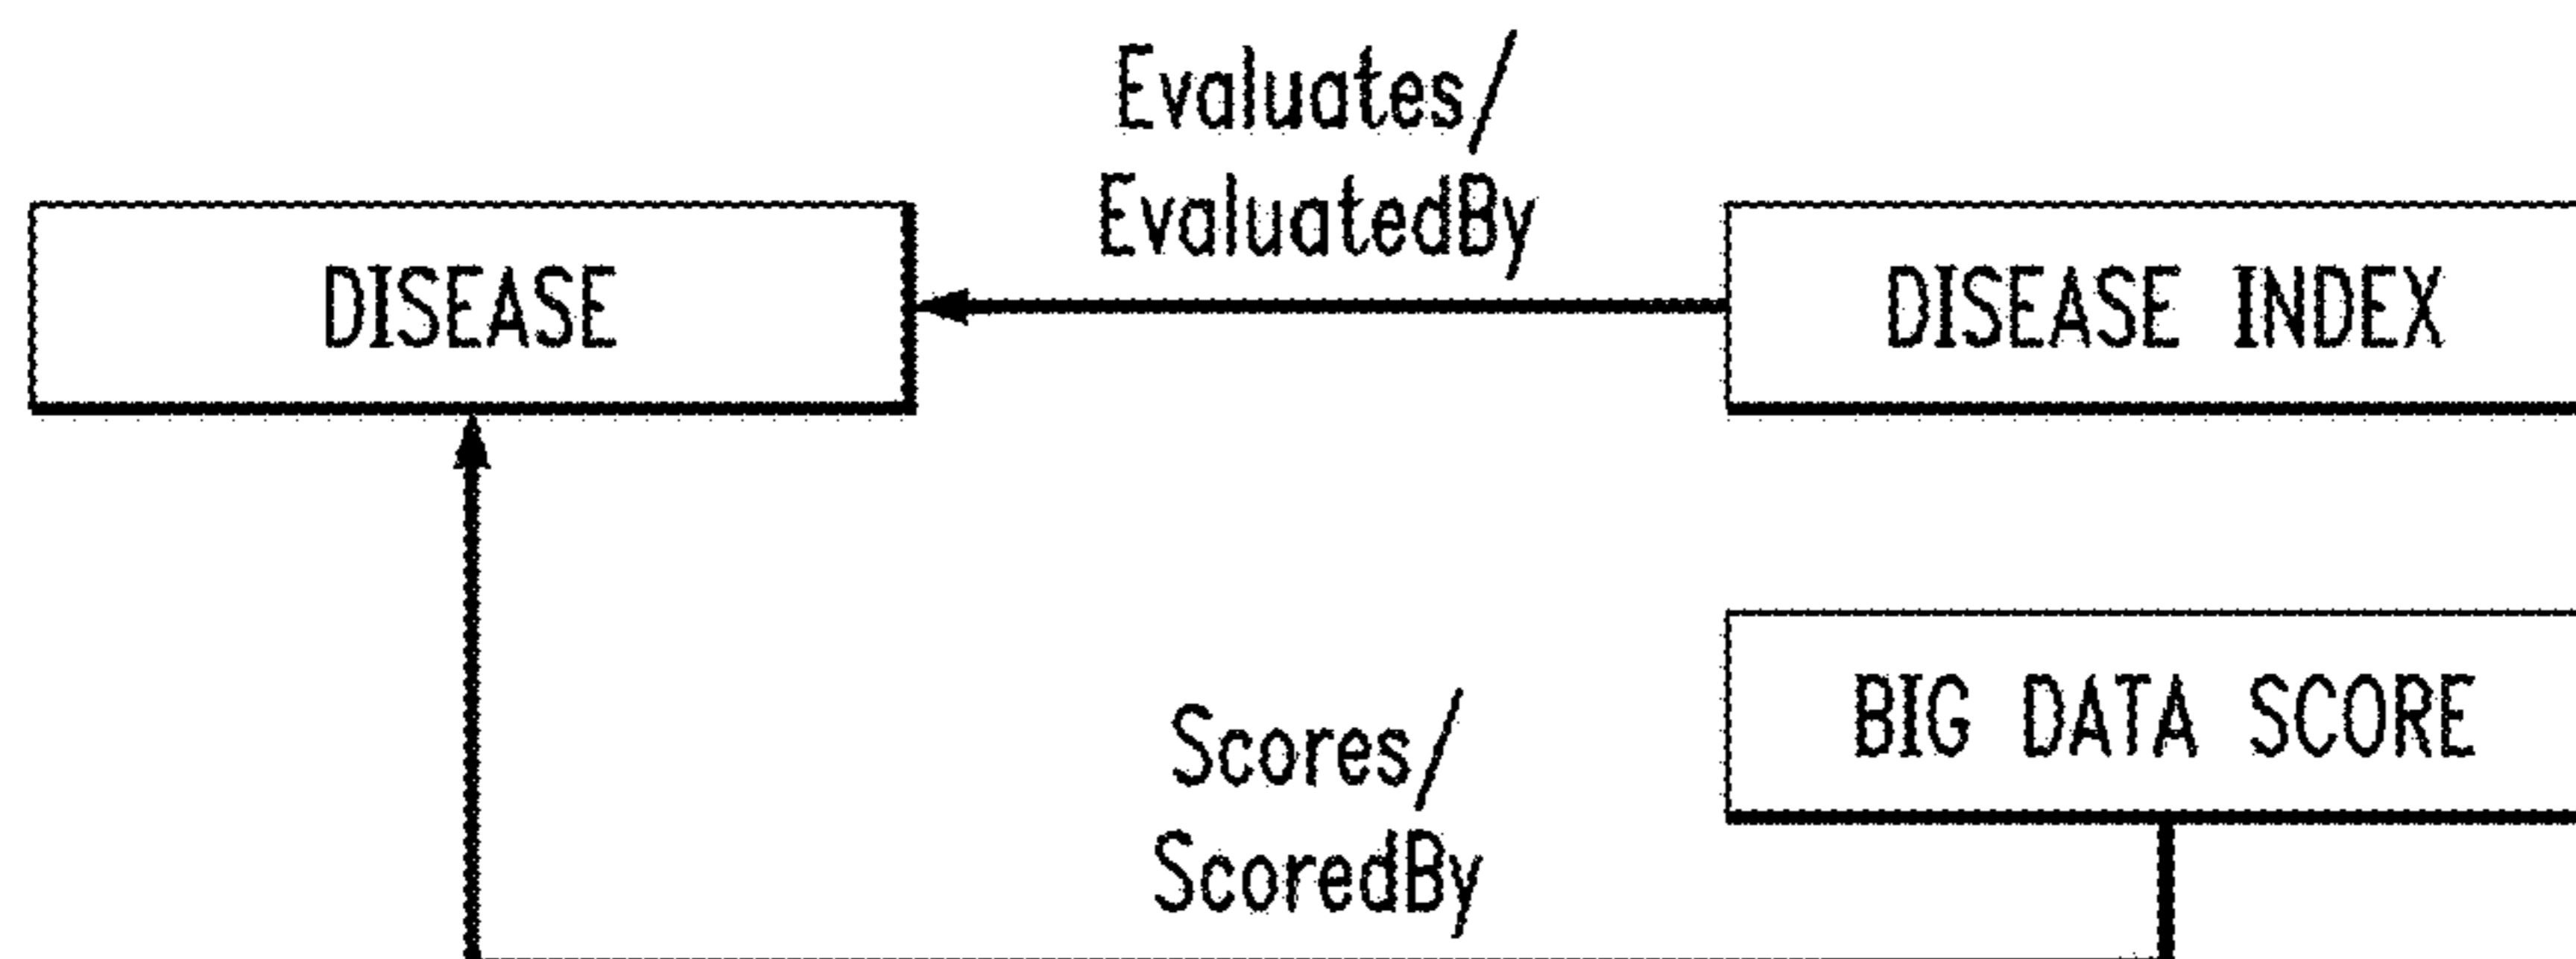 Evaluates/
EvaluatedBy
DISEASE
DISEASE INDEX
BIG DATA SCORE
Scores/
ScoredBy